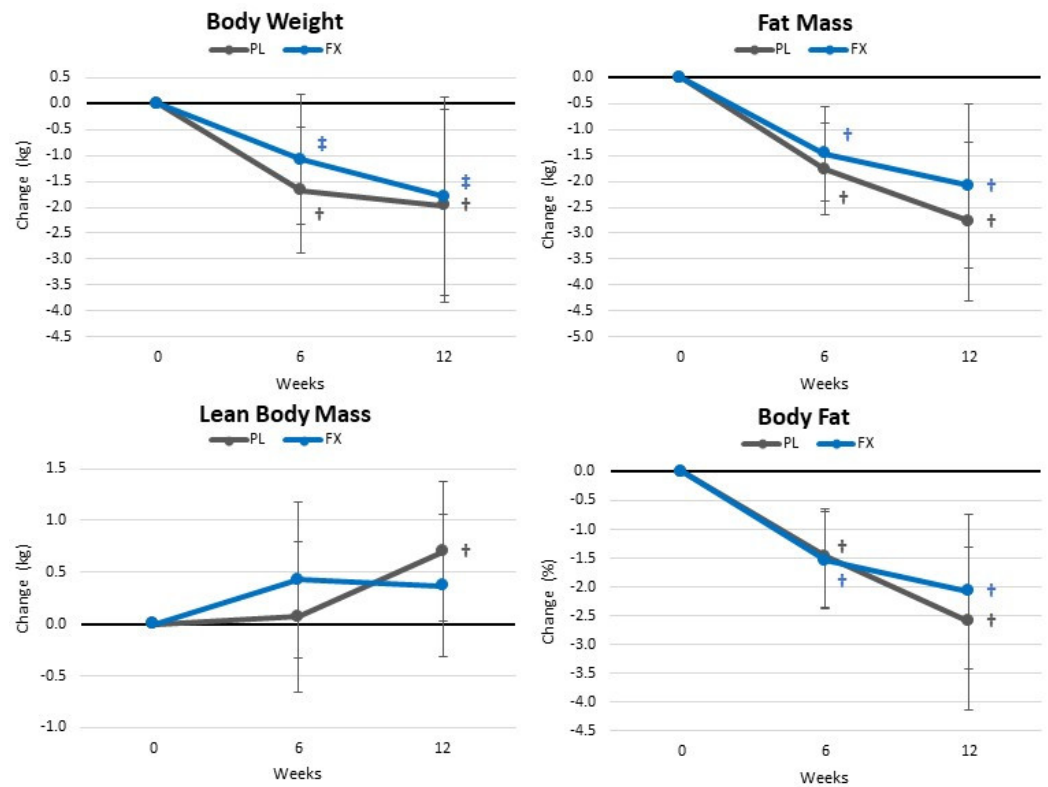 Body Weight
PL FX
Change (kg)
0.5
0.0
-0.5
-1.0
-1.5
-2.0
-2.5
-3.0
-3.5
-4.0
-4.5
‡
†
‡
†
0 6 12
Weeks
Fat Mass
PL FX
Change (kg)
0.0
-0.5
-1.0
-1.5
-2.0
-2.5
-3.0
-3.5
-4.0
-4.5
-5.0
†
†
†
†
0 6 12
Weeks
Lean Body Mass
PL FX
Change (kg)
1.5
1.0
0.5
0.0
-0.5
-1.0
†
0 6 12
Weeks
Body Fat
PL FX
Change (%)
0.0
-0.5
-1.0
-1.5
-2.0
-2.5
-3.0
-3.5
-4.0
-4.5
†
†
†
†
0 6 12
Weeks